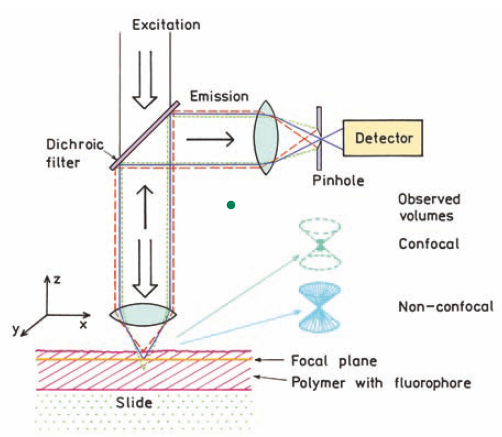 Excitation
Emission
Dichroic
filter
Detector
Pinhole
Observed
volumes
Confocal
Non-confocal
z
y
x
Focal plane
Polymer with fluorophore
Slide